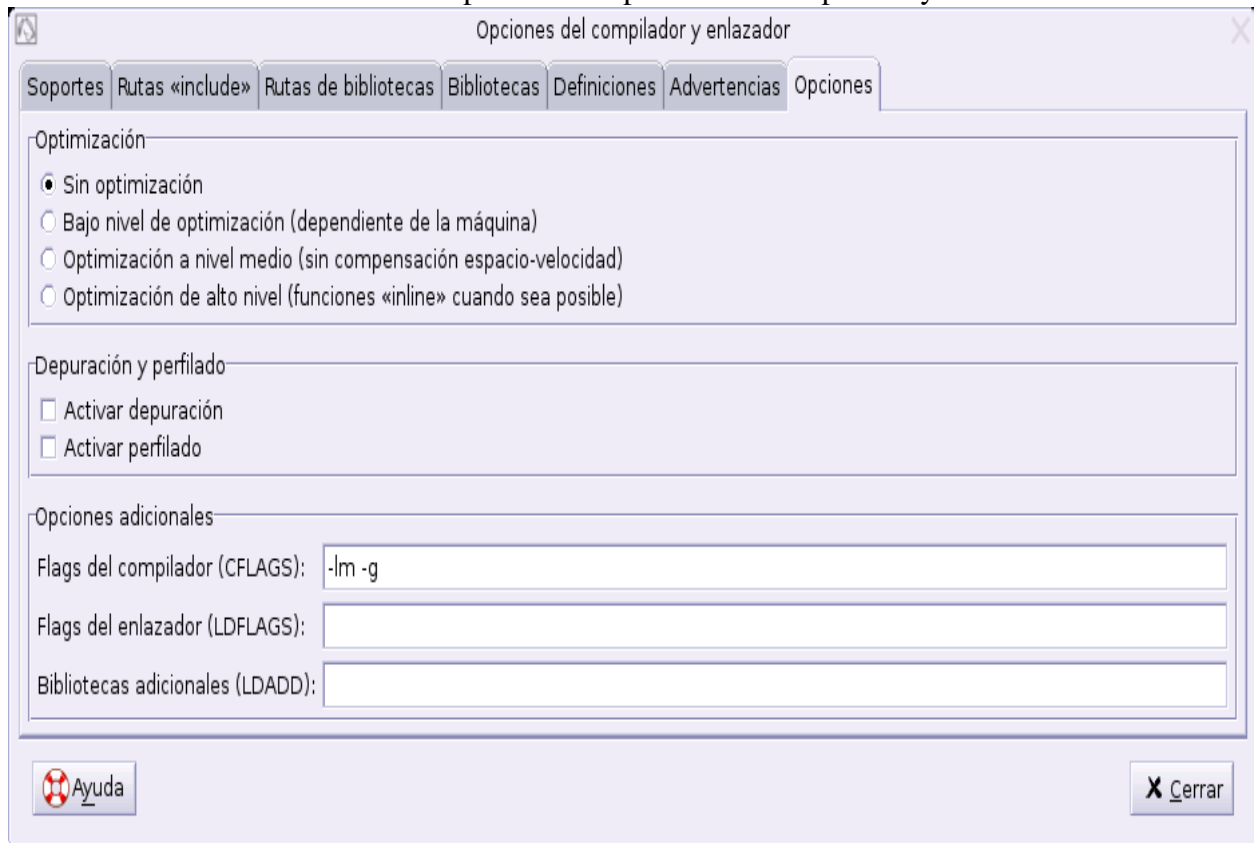 Opciones del compilador y enlazador
Soportes Rutas «include» Rutas de bibliotecas Bibliotecas Definiciones Advertencias Opciones
Optimización
Sin optimización
Bajo nivel de optimización (dependiente de la máquina)
Optimización a nivel medio (sin compensación espacio-velocidad)
Optimización de alto nivel (funciones «inline» cuando sea posible)
Depuración y perfilado
Activar depuración
Activar perfilado
Opciones adicionales
Flags del compilador (CFLAGS): -lm -g
Flags del enlazador (LDFLAGS):
Bibliotecas adicionales (LDADD):
Ayuda X Cerrar